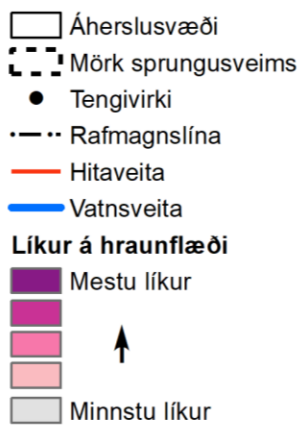 Áherslusvæði
Mörk sprungusveims
Tengivirki
Rafmagnslína
Hitaveita
Vatnsveita
Líkur á hraunflæði
Mestu líkur
Minnstu líkur